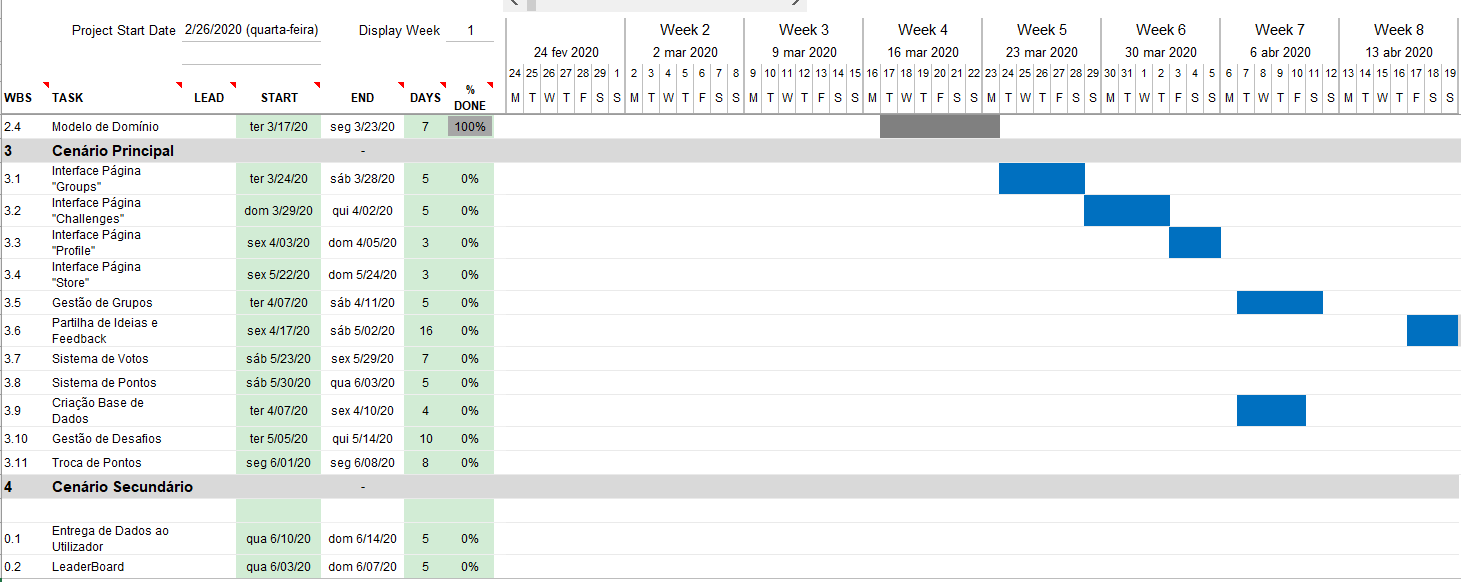 Project Start Date 2/26/2020 (quarta-feira) Display Week 1
Week 2 Week 3 Week 4 Week 5 Week 6 Week 7 Week 8
24 fev 2020 2 mar 2020 9 mar 2020 16 mar 2020 23 mar 2020 30 mar 2020 6 abr 2020 13 abr 2020
24 25 26 27 28 29 1 2 3 4 5 6 7 8 9 10 11 12 13 14 15 16 17 18 19 20 21 22 23 24 25 26 27 28 29 30 31 1 2 3 4 5 6 7 8 9 10 11 12 13 14 15 16 17 18 19
WBS TASK LEAD START END DAYS % DONE M T W T F S S M T W T F S S M T W T F S S M T W T F S S M T W T F S S M T W T F S S M T W T F S S M T W T F S S
2.4 Modelo de Domínio ter 3/17/20 seg 3/23/20 7 100%
3 Cenário Principal -
3.1 Interface Página "Groups" ter 3/24/20 sáb 3/28/20 5 0%
3.2 Interface Página "Challenges" dom 3/29/20 qui 4/02/20 5 0%
3.3 Interface Página "Profile" sex 4/03/20 dom 4/05/20 3 0%
3.4 Interface Página "Store" sex 5/22/20 dom 5/24/20 3 0%
3.5 Gestão de Grupos ter 4/07/20 sáb 4/11/20 5 0%
3.6 Partilha de Ideias e Feedback sex 4/17/20 sáb 5/02/20 16 0%
3.7 Sistema de Votos sáb 5/23/20 sex 5/29/20 7 0%
3.8 Sistema de Pontos sáb 5/30/20 qua 6/03/20 5 0%
3.9 Criação Base de Dados ter 4/07/20 sex 4/10/20 4 0%
3.10 Gestão de Desafios ter 5/05/20 qui 5/14/20 10 0%
3.11 Troca de Pontos seg 6/01/20 seg 6/08/20 8 0%
4 Cenário Secundário -
0.1 Entrega de Dados ao Utilizador qua 6/10/20 dom 6/14/20 5 0%
0.2 LeaderBoard qua 6/03/20 dom 6/07/20 5 0%